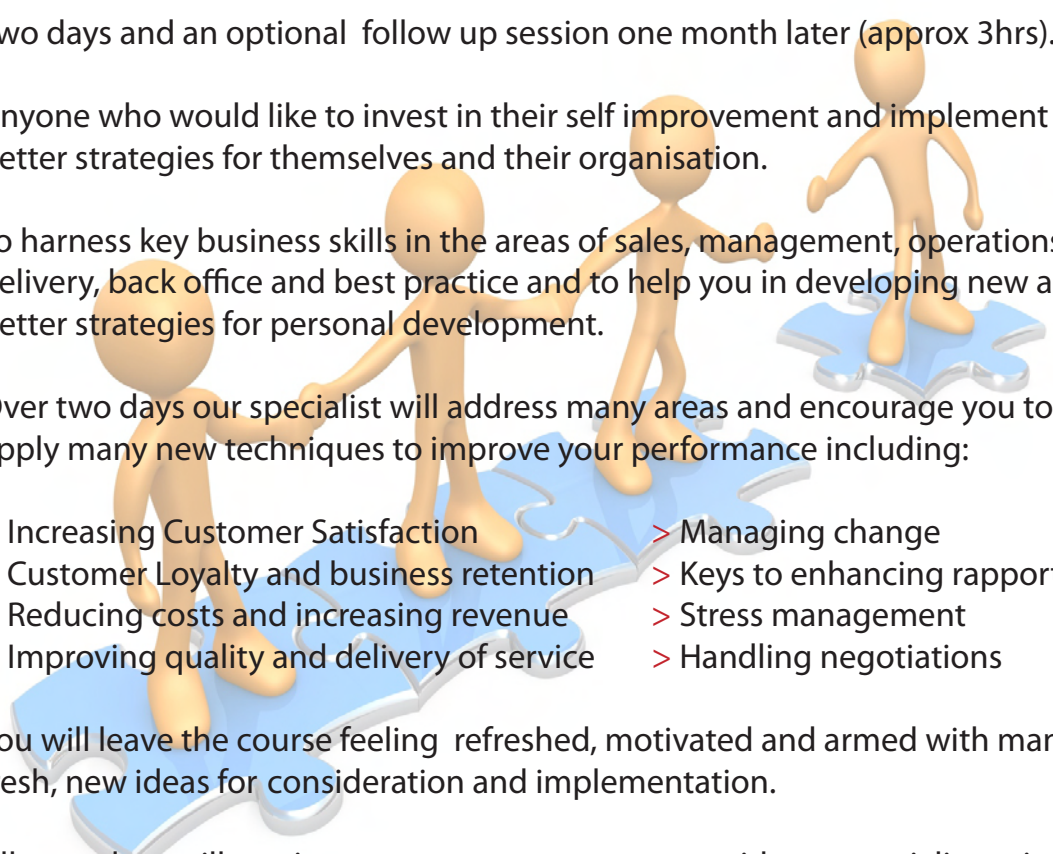 wo days and an optional follow up session one month later (approx 3hrs).
nyone who would like to invest in their self improvement and implement
etter strategies for themselves and their organisation.
o harness key business skills in the areas of sales, management, operations
elivery, back office and best practice and to help you in developing new a
etter strategies for personal development.
ver two days our specialist will address many areas and encourage you to
pply many new techniques to improve your performance including:
Increasing Customer Satisfaction > Managing change
Customer Loyalty and business retention > Keys to enhancing rapport
Reducing costs and increasing revenue > Stress management
Improving quality and delivery of service > Handling negotiations
ou will leave the course feeling refreshed, motivated and armed with
resh, new ideas for consideration and implementation.